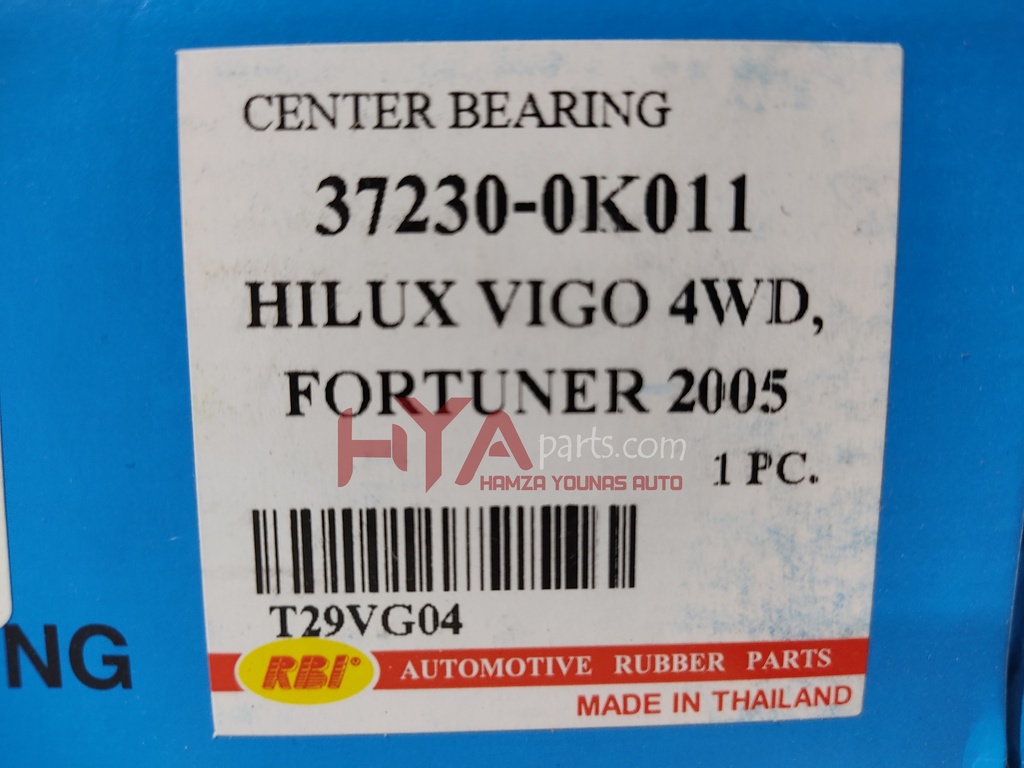 CENTER BEARING
37230-0K011
HILUX VIGO 4WD,
FORTUNER 2005
HYA parts.com
HAMZA YOUNAS AUTO
1 PC.
T29VG04
RBI® AUTOMOTIVE RUBBER PARTS
MADE IN THAILAND
NG